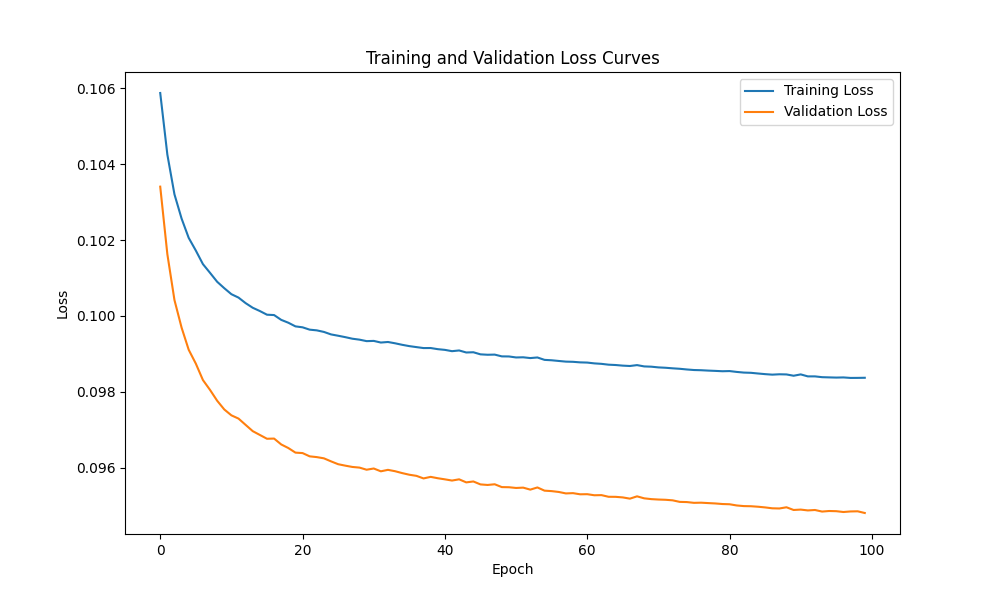 Training and Validation Loss Curves
Training Loss
Validation Loss
0.106
0.104
0.102
0.100
0.098
0.096
Loss
0 20 40 60 80 100
Epoch